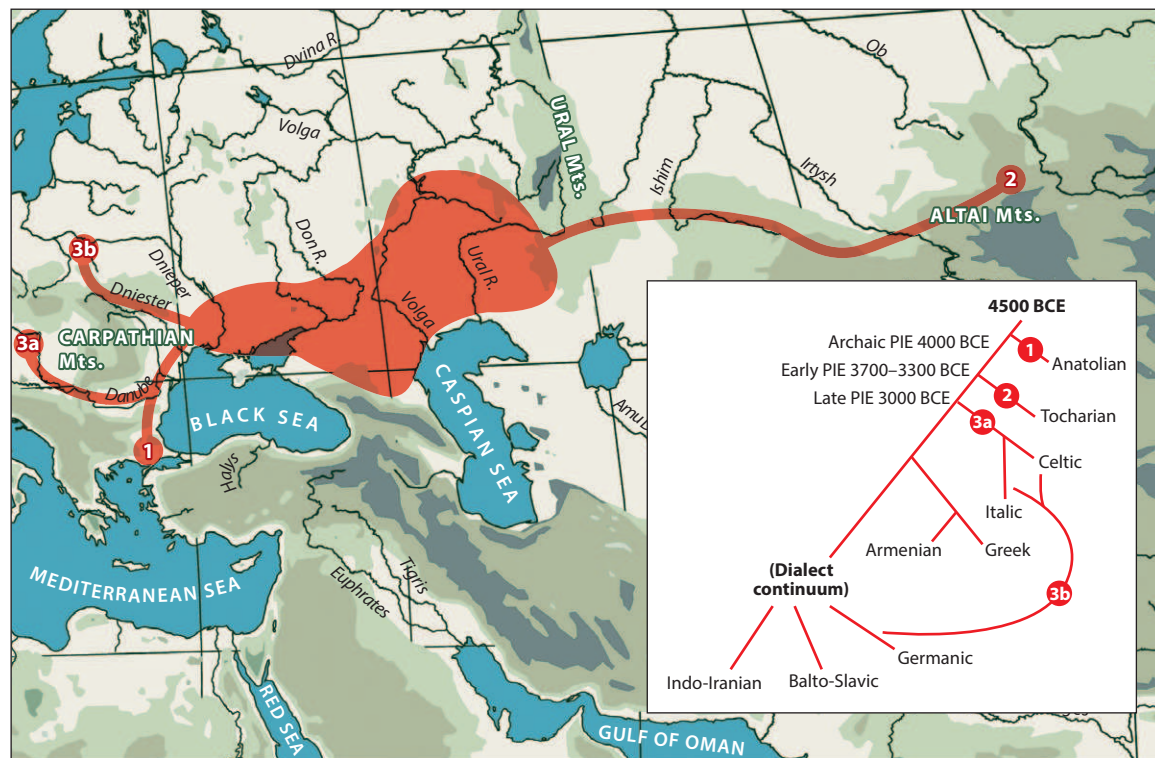 Dvina R.
Ob
Volga
URAL Mts.
Ishim
Irtysh
2
ALTAI Mts.
3b
Dnieper
Don R.
Ural R.
Dniester
Volga
3a
CARPATHIAN
Mts.
Danube
BLACK SEA
CASPIAN SEA
1
Halys
MEDITERRANEAN SEA
Euphrates
Tigris
RED SEA
GULF OF OMAN
4500 BCE
Archaic PIE 4000 BCE
1
Anatolian
Early PIE 3700–3300 BCE
2
Late PIE 3000 BCE
Tocharian
3a
Celtic
Italic
Armenian
Greek
(Dialect
continuum)
3b
Germanic
Indo-Iranian
Balto-Slavic